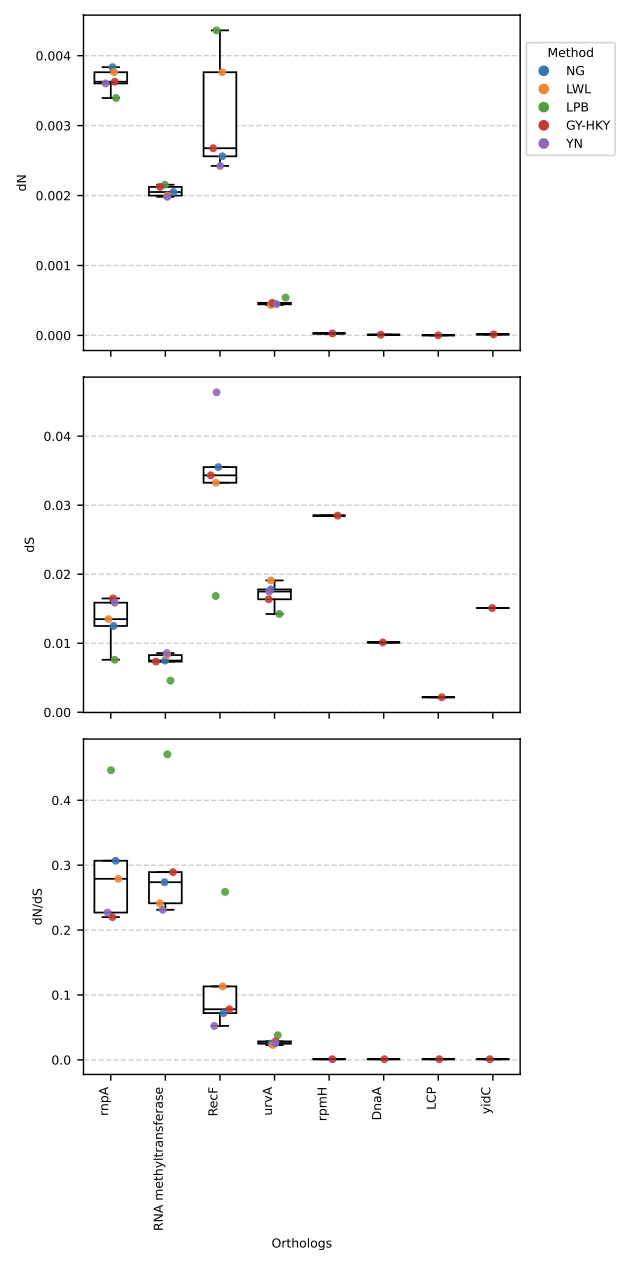 0.004
0.003
0.002
0.001
0.000
dN
Method
NG
LWL
LPB
GY-HKY
YN
0.04
0.03
0.02
0.01
0.00
dS
0.4
0.3
0.2
0.1
0.0
dN/dS
rnpA
RNA methyltransferase
RecF
urvA
rpmH
DnaA
LCP
yidC
Orthologs